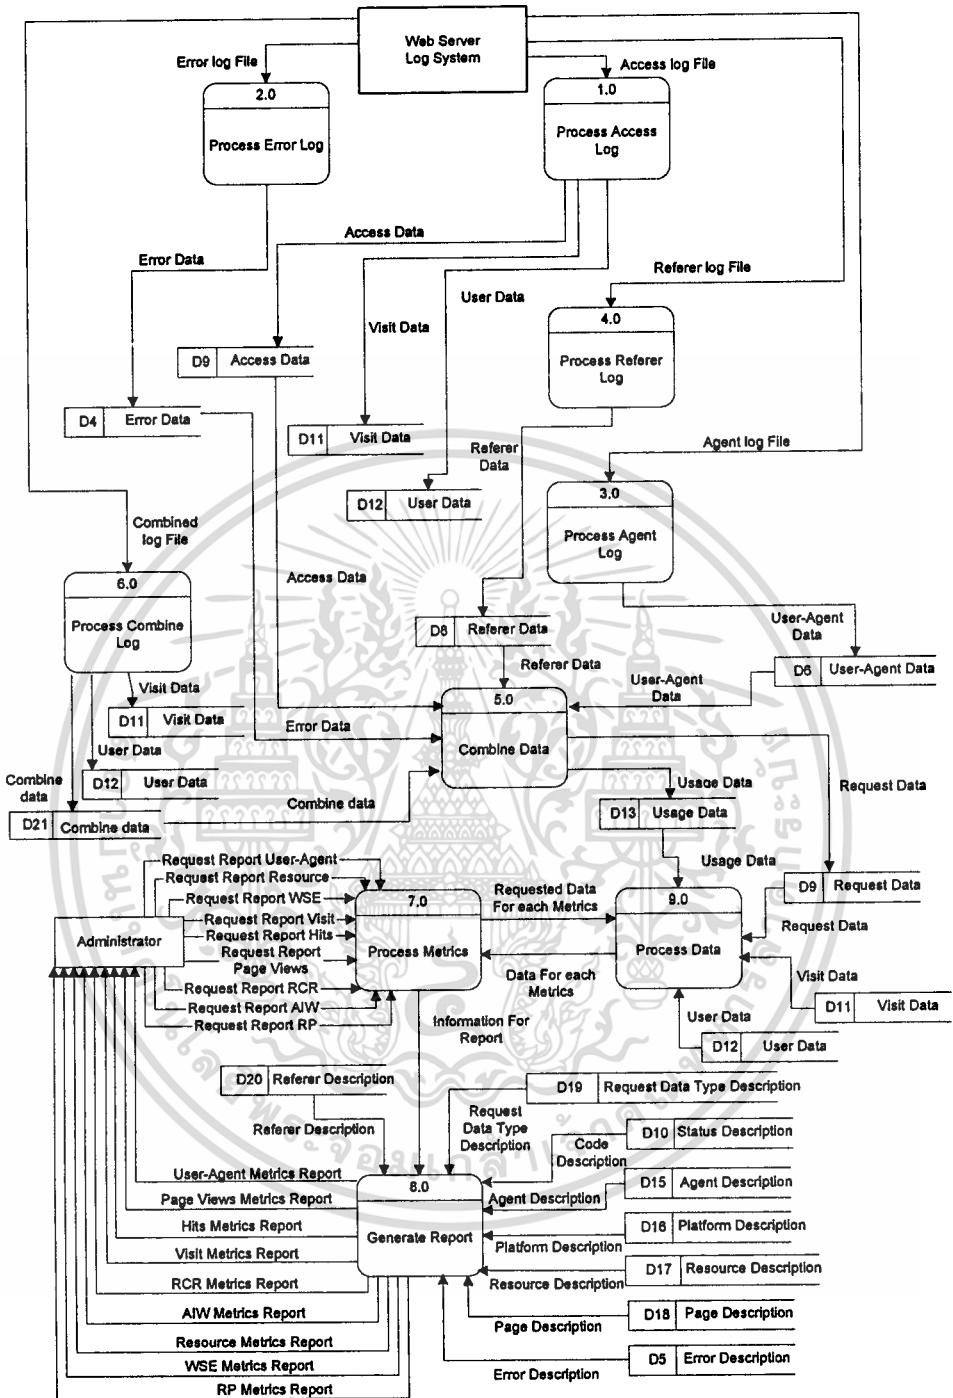 Web Server
Log System
Error log File
Access log File
2.0
Process Error Log
1.0
Process Access
Log
Access Data
Error Data
Referer log File
User Data
Visit Data
4.0
Process Referer
Log
D9 Access Data
D4 Error Data
D11 Visit Data
Referer
Data
Agent log File
D12 User Data
3.0
Process Agent
Log
Combined
log File
6.0
Process Combine
Log
Access Data
D8 Referer Data
User-Agent
Data
D6 User-Agent Data
Referer Data
User-Agent
Data
Visit Data
D11 Visit Data
5.0
Combine Data
Error Data
User Data
D12 User Data
Combine
data
D21 Combine data
Combine data
Usage Data
D13 Usage Data
Request Data
Usage Data
Request Report User-Agent
Request Report Resource
Request Report WSE
Request Report Visit
Request Report Hits
Request Report
Page Views
Request Report RCR
Request Report AIW
Request Report RP
Administrator
7.0
Process Metrics
Requested Data
For each Metrics
Data For each
Metrics
9.0
Process Data
D9 Request Data
Request Data
Visit Data
D11 Visit Data
User Data
D12 User Data
Information For
Report
D20 Referer Description
Referer Description
D19 Request Data Type Description
Request
Data Type
Description
D10 Status Description
Code
Description
D15 Agent Description
Agent Description
D16 Platform Description
Platform Description
D17 Resource Description
Resource Description
D18 Page Description
Page Description
D5 Error Description
Error Description
8.0
Generate Report
User-Agent Metrics Report
Page Views Metrics Report
Hits Metrics Report
Visit Metrics Report
RCR Metrics Report
AIW Metrics Report
Resource Metrics Report
WSE Metrics Report
RP Metrics Report